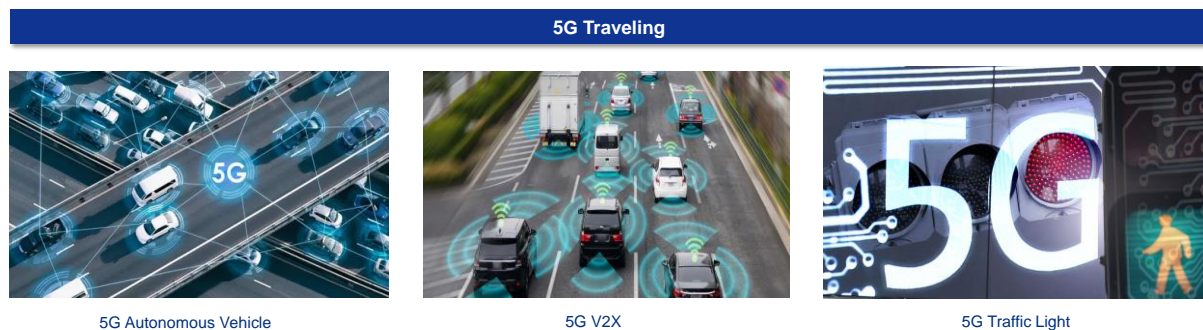 5G Traveling
5G
5G
5G Autonomous Vehicle
5G V2X
5G Traffic Light